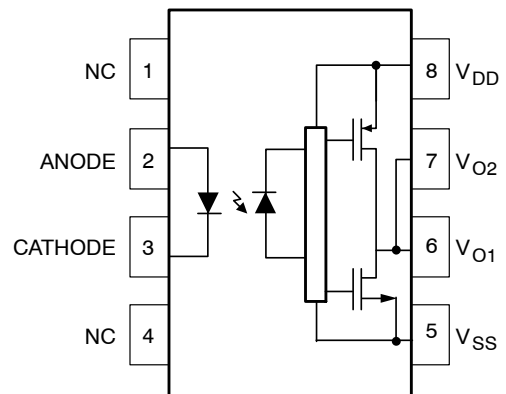 NC 1 8 VDD
ANODE 2 7 VO2
CATHODE 3 6 VO1
NC 4 5 VSS